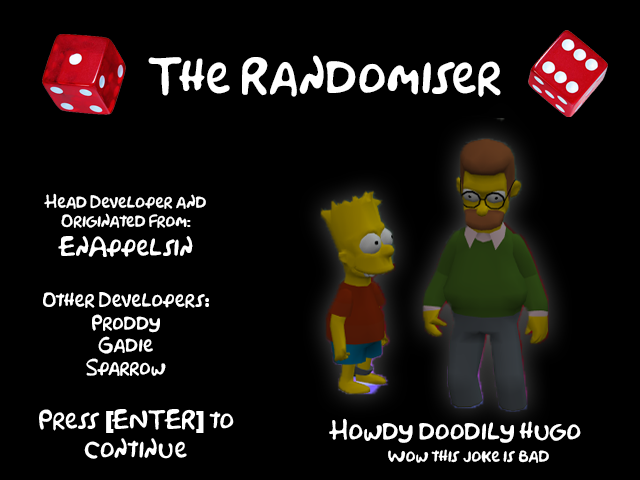 The Randomiser
Head Developer and
Originated From:
EnAppelsin
Other Developers:
Proddy
Gadie
Sparrow
Press [ENTER] to
continue
Howdy Doodily Hugo
Wow this joke is bad